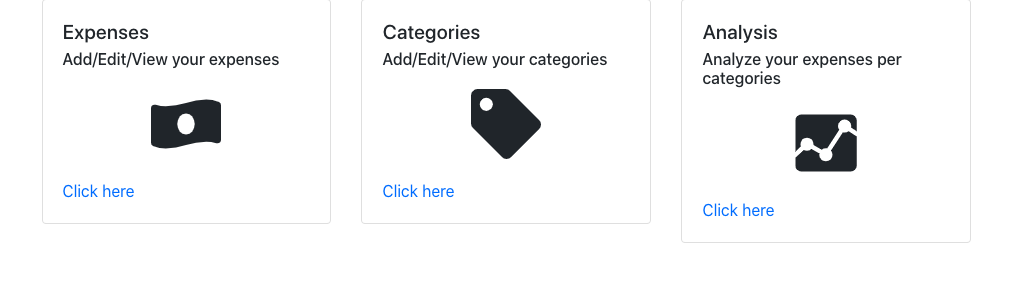 Expenses
Add/Edit/View your expenses
Click here
Categories
Add/Edit/View your categories
Click here
Analysis
Analyze your expenses per
categories
Click here